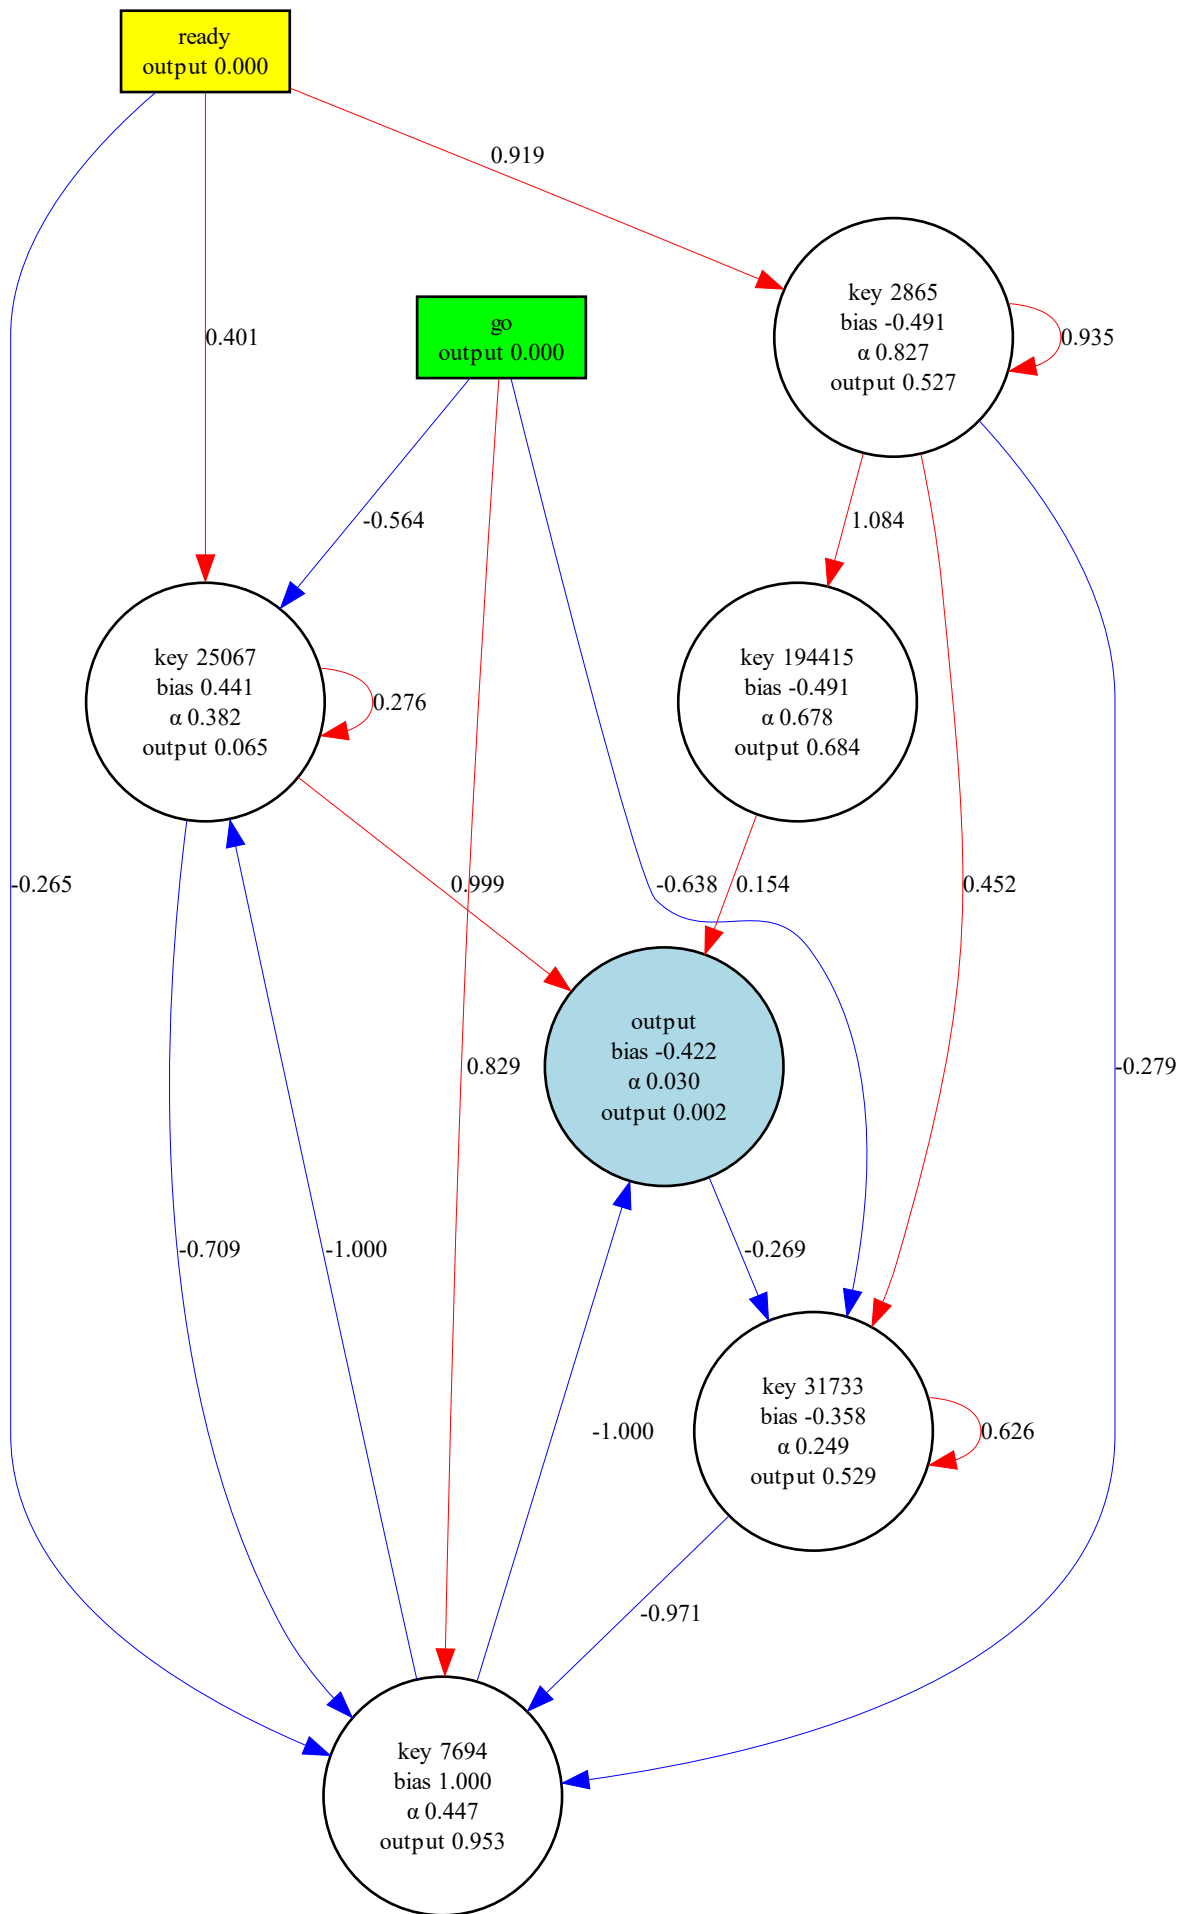 ready
output 0.000
0.919
key 2865
bias -0.491
α 0.827
output 0.527
0.935
go
output 0.000
0.401
-0.564
1.084
key 25067
bias 0.441
α 0.382
output 0.065
0.276
key 194415
bias -0.491
α 0.678
output 0.684
-0.265
0.999
-0.638
0.154
0.452
output
bias -0.422
α 0.030
output 0.002
0.829
-0.279
-0.709
-1.000
-0.269
key 31733
bias -0.358
α 0.249
output 0.529
-1.000
0.626
-0.971
key 7694
bias 1.000
α 0.447
output 0.953